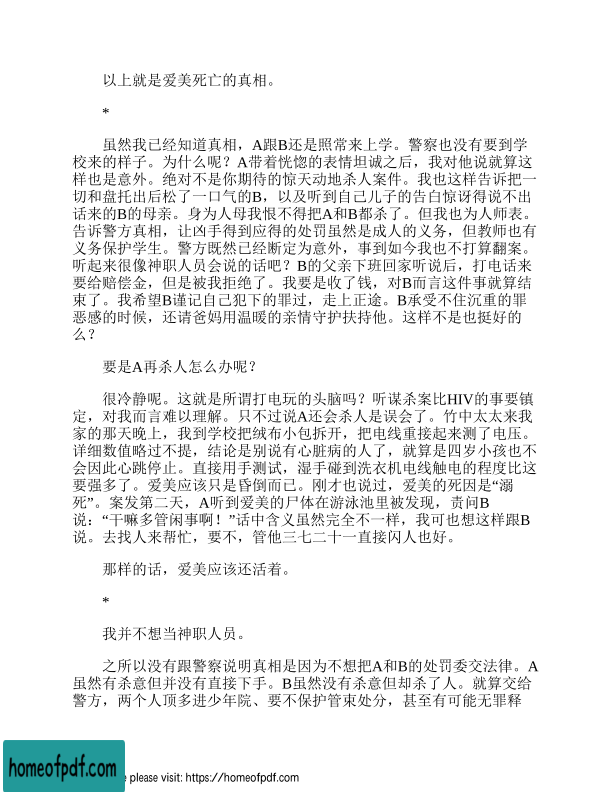 以上就是爱美死亡的真相。
*
虽然我已经知道真相，A跟B还是照常来上学。警察也没有要到学
校来的样子。为什么呢？A带着恍惚的表情坦诚之后，我对他说就算这
样也是意外。绝对不是你期待的惊天动地杀人案件。我也这样告诉把一
切和盘托出后松了一口气的B，以及听到自己儿子的告白惊讶得说不出
话来的B的母亲。身为人母我恨不得把A和B都杀了。但我也为人师表。
告诉警方真相，让凶手得到应得的处罚虽然是成人的义务，但教师也有
义务保护学生。警方既然已经断定为意外，事到如今我也不打算翻案。
听起来很像神职人员会说的话吧？B的父亲下班回家听说后，打电话来
要给赔偿金，但是被我拒绝了。我要是收了钱，对B而言这件事就算结
束了。我希望B谨记自己犯下的罪过，走上正途。B承受不住沉重的罪
恶感的时候，还请爸妈用温暖的亲情守护扶持他。这样不是也挺好的
么？
要是A再杀人怎么办呢？
很冷静呢。这就是所谓打电玩的头脑吗？听谋杀案比HIV的事要镇
定，对我而言难以理解。只不过说A还会杀人是误会了。竹中太太来我
家的那天晚上，我到学校把绒布小包拆开，把电线重接起来测了电压。
详细数值略过不提，结论是别说有心脏病的人了，就算是四岁小孩也不
会因此心跳停止。直接用手测试，湿手碰到洗衣机电线触电的程度比这
要强多了。爱美应该只是昏倒而已。刚才也说过，爱美的死因是“溺
死”。案发第二天，A听到爱美的尸体在游泳池里被发现，责问B
说：“干嘛多管闲事啊！”话中含义虽然完全不一样，我可也想这样跟B
说。去找人来帮忙，要不，管他三七二十一直接闪人也好。
那样的话，爱美应该还活着。
*
我并不想当神职人员。
之所以没有跟警察说明真相是因为不想把A和B的处罚委交法律。A
虽然有杀意但并没有直接下手。B虽然没有杀意但却杀了人。就算交给
警方，两个人顶多进少年院、要不保护管束处分，甚至有可能无罪释
homeofpdf.com
e please visit: https://homeofpdf.com